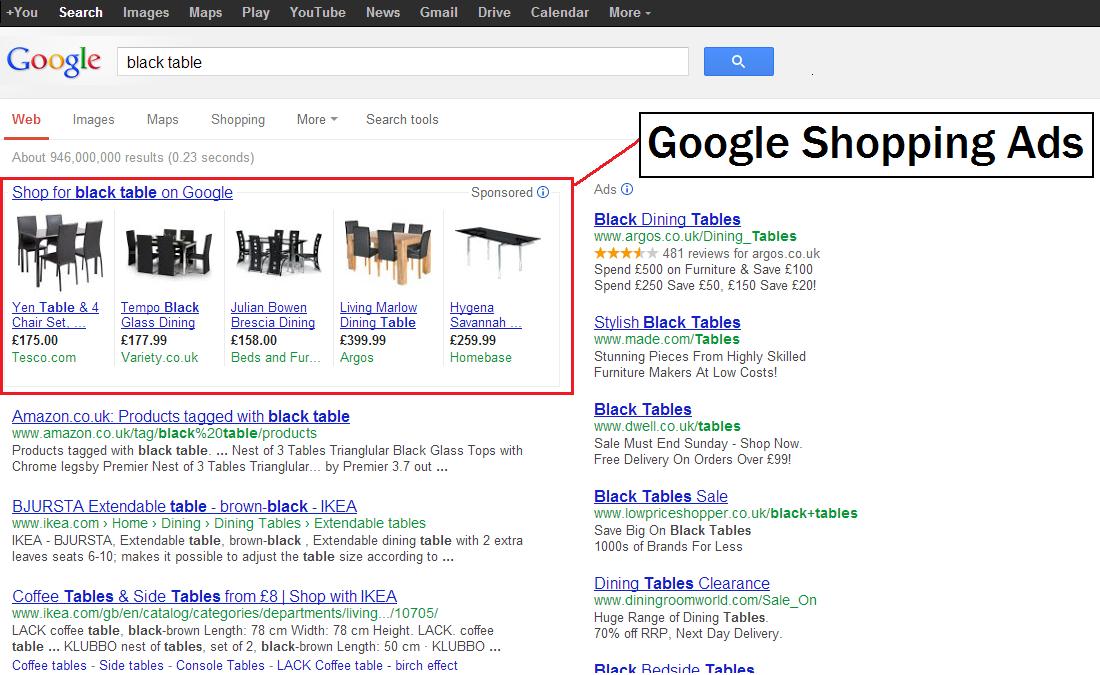 +You Search Images Maps Play YouTube News Gmail Drive Calendar More
Google
black table
Web Images Maps Shopping More Search tools
About 946,000,000 results (0.23 seconds)
Google Shopping Ads
Shop for black table on Google
Sponsored
Yen Table & 4
Chair Set, ...
£175.00
Tesco.com
Tempo Black
Glass Dining
£177.99
Variety.co.uk
Julian Bowen
Brescia Dining
£158.00
Beds and Fur...
Living Marlow
Dining Table
£399.99
Argos
Hygena
Savannah ...
£259.99
Homebase
Amazon.co.uk: Products tagged with black table
www.amazon.co.uk/tag/black%20table/products
Products tagged with black table. ... Nest of 3 Tables Trianglular Black Glass Tops with
Chrome legsby Premier Nest of 3 Tables Trianglular... by Premier 3.7 out ...
BJURSTA Extendable table - brown-black - IKEA
www.ikea.com › Home › Dining › Dining Tables › Extendable tables
IKEA - BJURSTA, Extendable table, brown-black , Extendable dining table with 2 extra
leaves seats 6-10; makes it possible to adjust the table size according to ...
Coffee Tables & Side Tables from £8 | Shop with IKEA
www.ikea.com/gb/en/catalog/categories/departments/living.../10705/
LACK coffee table, black-brown Length: 78 cm Width: 78 cm Height. LACK. coffee
table ... KLUBBO nest of tables, set of 2, black-brown Length: 50 cm · KLUBBO ...
Coffee tables - Side tables - Console Tables - LACK Coffee table - birch effect
Ads
Black Dining Tables
www.argos.co.uk/Dining_Tables
481 reviews for argos.co.uk
Spend £500 on Furniture & Save £100
Spend £250 Save £50, £150 Save £20!
Stylish Black Tables
www.made.com/Tables
Stunning Pieces From Highly Skilled
Furniture Makers At Low Costs!
Black Tables
www.dwell.co.uk/tables
Sale Must End Sunday - Shop Now.
Free Delivery On Orders Over £99!
Black Tables Sale
www.lowpriceshopper.co.uk/black+tables
Save Big On Black Tables
1000s of Brands For Less
Dining Tables Clearance
www.diningroomworld.com/Sale_On
Huge Range of Dining Tables.
70% off RRP, Next Day Delivery.
Black Bedside Tables